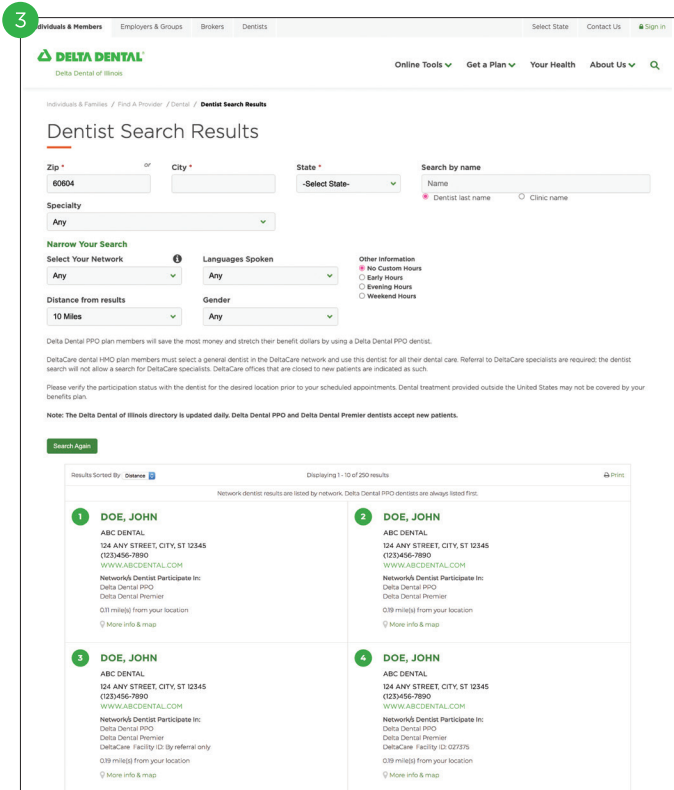 3
dividuals & Members Employers & Groups Brokers Dentists Select State Contact Us Sign in
DELTA DENTAL®
Delta Dental of Illinois
Online Tools Get a Plan Your Health About Us
Individuals & Families / Find A Provider / Dental / Dentist Search Results
Dentist Search Results
Zip * or City * State * Search by name
60604 -Select State- Name
Dentist last name Clinic name
Specialty
Any
Narrow Your Search
Select Your Network Languages Spoken Other Information
Any Any No Custom Hours
Early Hours
Evening Hours
Weekend Hours
Distance from results Gender
10 Miles Any
Delta Dental PPO plan members will save the most money and stretch their benefit dollars by using a Delta Dental PPO dentist.
DeltaCare dental HMO plan members must select a general dentist in the DeltaCare network and use this dentist for all their dental care. Referral to DeltaCare specialists are required; the dentist
search will not allow a search for DeltaCare specialists. DeltaCare offices that are closed to new patients are indicated as such.
Please verify the participation status with the dentist for the desired location prior to your scheduled appointments. Dental treatment provided outside the United States may not be covered by your
benefits plan.
Note: The Delta Dental of Illinois directory is updated daily. Delta Dental PPO and Delta Dental Premier dentists accept new patients.
Search Again
Results Sorted By Distance Displaying 1 - 10 of 250 results Print
Network dentist results are listed by network. Delta Dental PPO dentists are always listed first.
1 DOE, JOHN
ABC DENTAL
124 ANY STREET, CITY, ST 12345
(123)456-7890
WWW.ABCDENTAL.COM
Network/s Dentist Participate In:
Delta Dental PPO
Delta Dental Premier
0.11 mile(s) from your location
More info & map
2 DOE, JOHN
ABC DENTAL
124 ANY STREET, CITY, ST 12345
(123)456-7890
WWW.ABCDENTAL.COM
Network/s Dentist Participate In:
Delta Dental PPO
Delta Dental Premier
0.19 mile(s) from your location
More info & map
3 DOE, JOHN
ABC DENTAL
124 ANY STREET, CITY, ST 12345
(123)456-7890
WWW.ABCDENTAL.COM
Network/s Dentist Participate In:
Delta Dental PPO
Delta Dental Premier
DeltaCare Facility ID: By referral only
0.19 mile(s) from your location
More info & map
4 DOE, JOHN
ABC DENTAL
124 ANY STREET, CITY, ST 12345
(123)456-7890
WWW.ABCDENTAL.COM
Network/s Dentist Participate In:
Delta Dental PPO
Delta Dental Premier
DeltaCare Facility ID: 027375
0.19 mile(s) from your location
More info & map